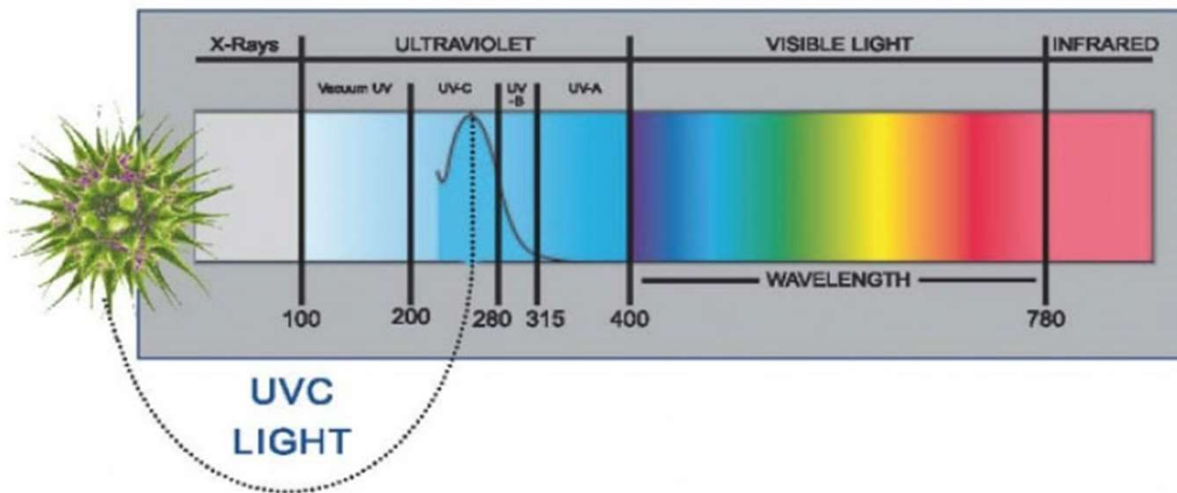 X-Rays ULTRAVIOLET VISIBLE LIGHT INFRARED
Vacuum UV UV-C UV -B UV-A
WAVELENGTH
100 200 280 315 400 780
UVC
LIGHT